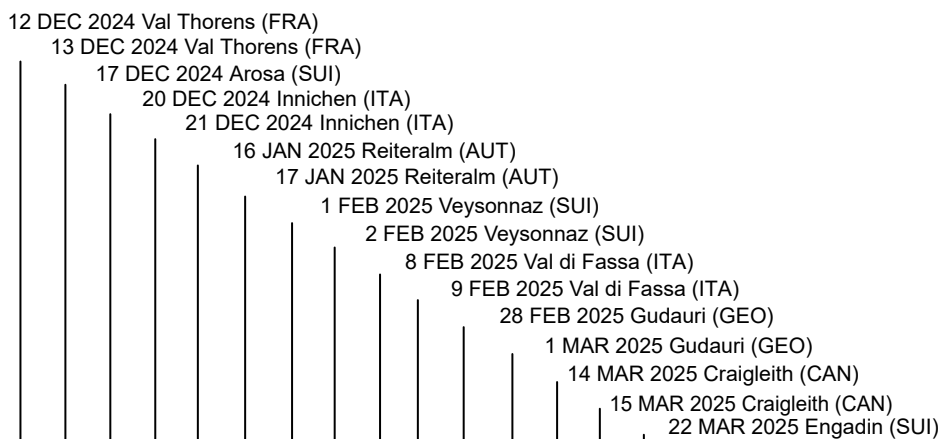 12 DEC 2024 Val Thorens (FRA)
13 DEC 2024 Val Thorens (FRA)
17 DEC 2024 Arosa (SUI)
20 DEC 2024 Innichen (ITA)
21 DEC 2024 Innichen (ITA)
16 JAN 2025 Reiteralm (AUT)
17 JAN 2025 Reiteralm (AUT)
1 FEB 2025 Veysonnaz (SUI)
2 FEB 2025 Veysonnaz (SUI)
8 FEB 2025 Val di Fassa (ITA)
9 FEB 2025 Val di Fassa (ITA)
28 FEB 2025 Gudauri (GEO)
1 MAR 2025 Gudauri (GEO)
14 MAR 2025 Craigleith (CAN)
15 MAR 2025 Craigleith (CAN)
22 MAR 2025 Engadin (SUI)